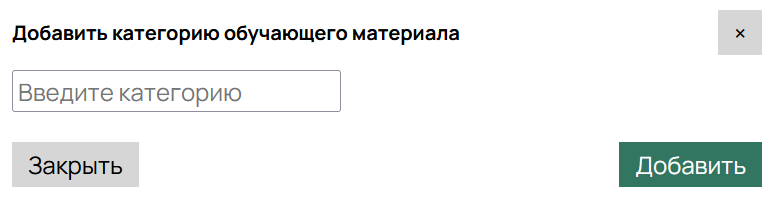 Добавить категорию обучающего материала
×
Введите категорию
Закрыть
Добавить